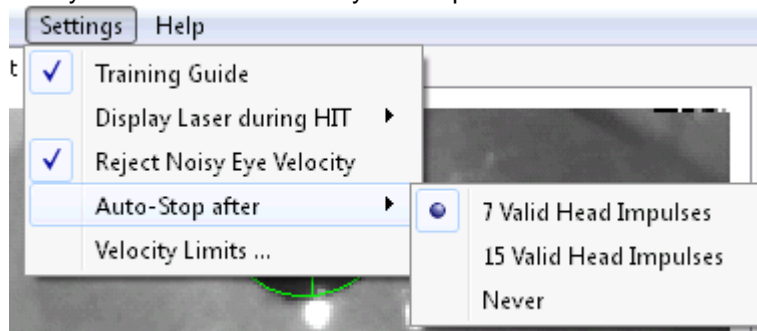 Settings Help
t
Training Guide
Display Laser during HIT
Reject Noisy Eye Velocity
Auto-Stop after
7 Valid Head Impulses
15 Valid Head Impulses
Velocity Limits ...
Never